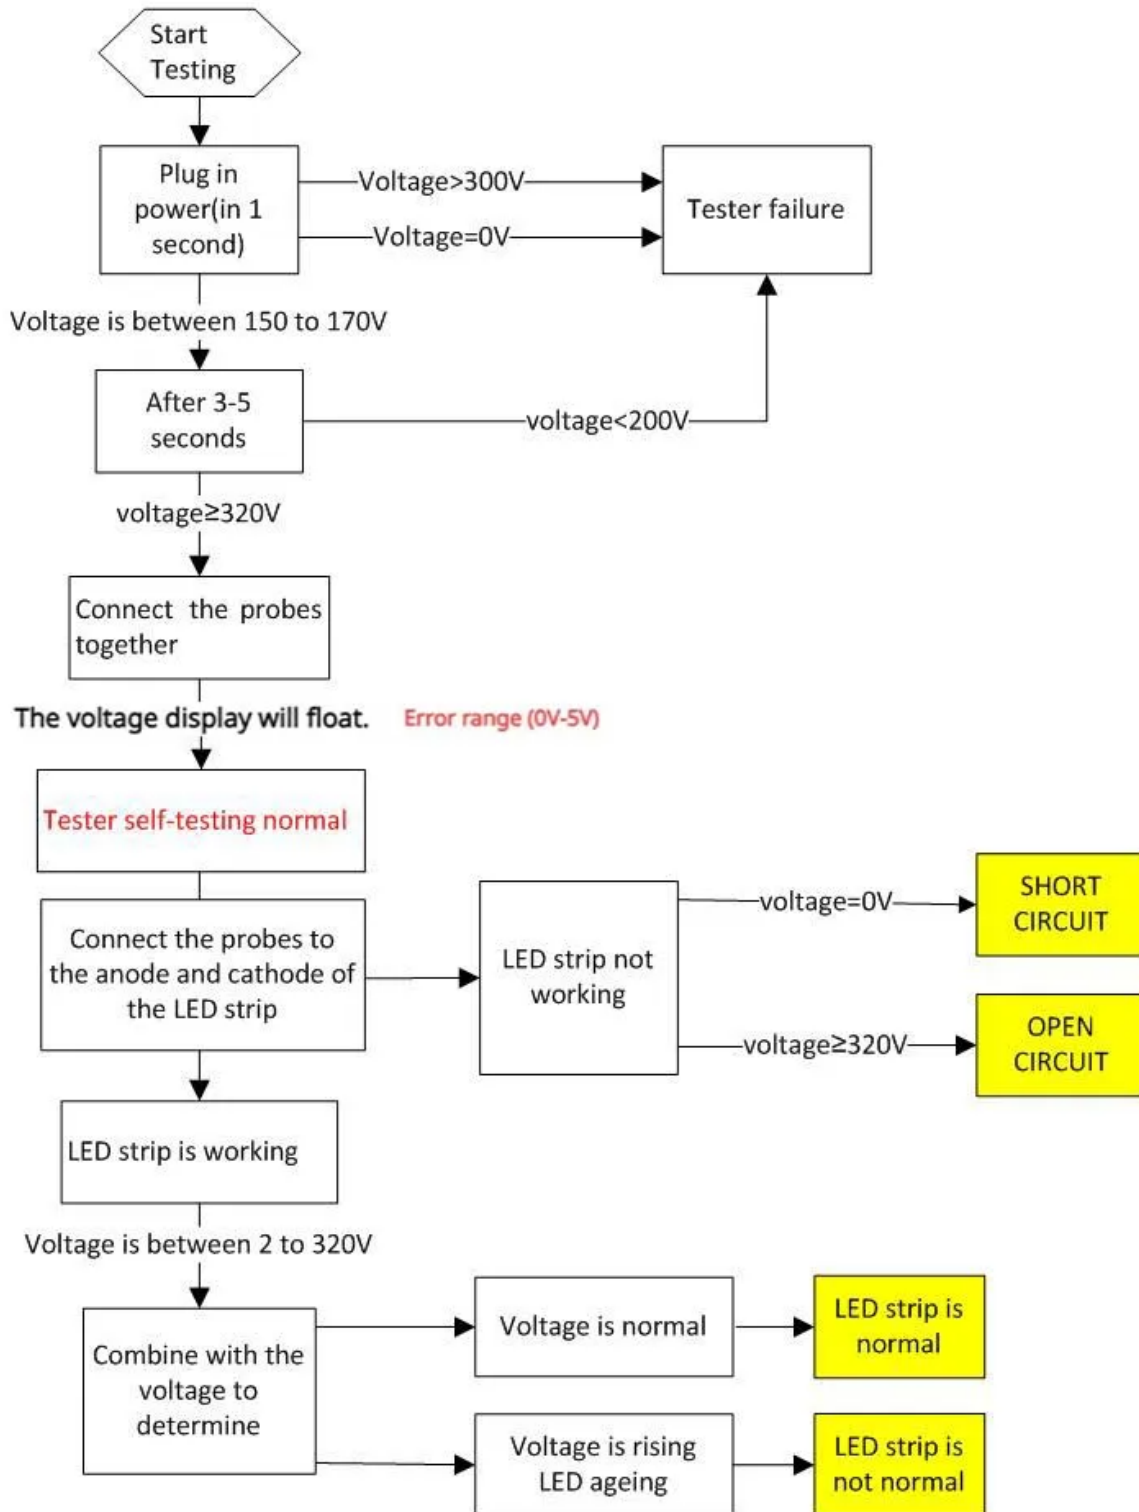 Start
Testing
Plug in
power(in 1
second)
Voltage>300V
Voltage=0V
Tester failure
Voltage is between 150 to 170V
After 3-5
seconds
voltage<200V
voltage≥320V
Connect the probes
together
The voltage display will float.
Error range (0V-5V)
Tester self-testing normal
Connect the probes to
the anode and cathode of
the LED strip
LED strip not
working
voltage=0V
SHORT
CIRCUIT
voltage≥320V
OPEN
CIRCUIT
LED strip is working
Voltage is between 2 to 320V
Combine with the
voltage to
determine
Voltage is normal
LED strip is
normal
Voltage is rising
LED ageing
LED strip is
not normal